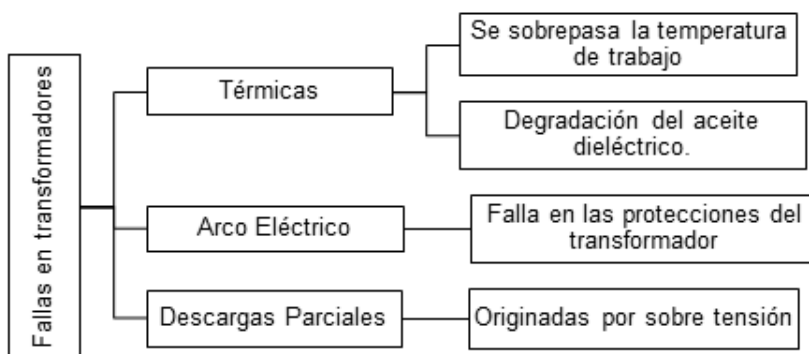 Fallas en transformadores
Térmicas
Se sobrepasa la temperatura
de trabajo
Degradación del aceite
dieléctrico.
Arco Eléctrico
Falla en las protecciones del
transformador
Descargas Parciales
Originadas por sobre tensión